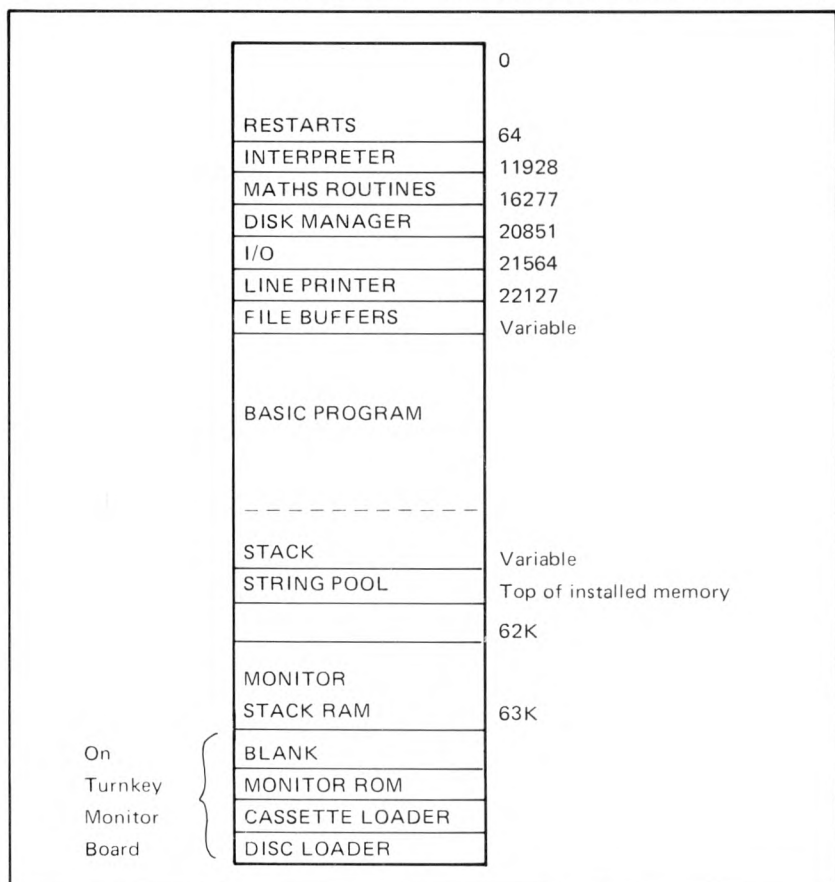 0
RESTARTS
64
INTERPRETER
11928
MATHS ROUTINES
16277
DISK MANAGER
20851
I/O
21564
LINE PRINTER
22127
FILE BUFFERS
Variable
BASIC PROGRAM
STACK
Variable
STRING POOL
Top of installed memory
62K
MONITOR
STACK RAM
63K
On
Turnkey
Monitor
Board
BLANK
MONITOR ROM
CASSETTE LOADER
DISC LOADER